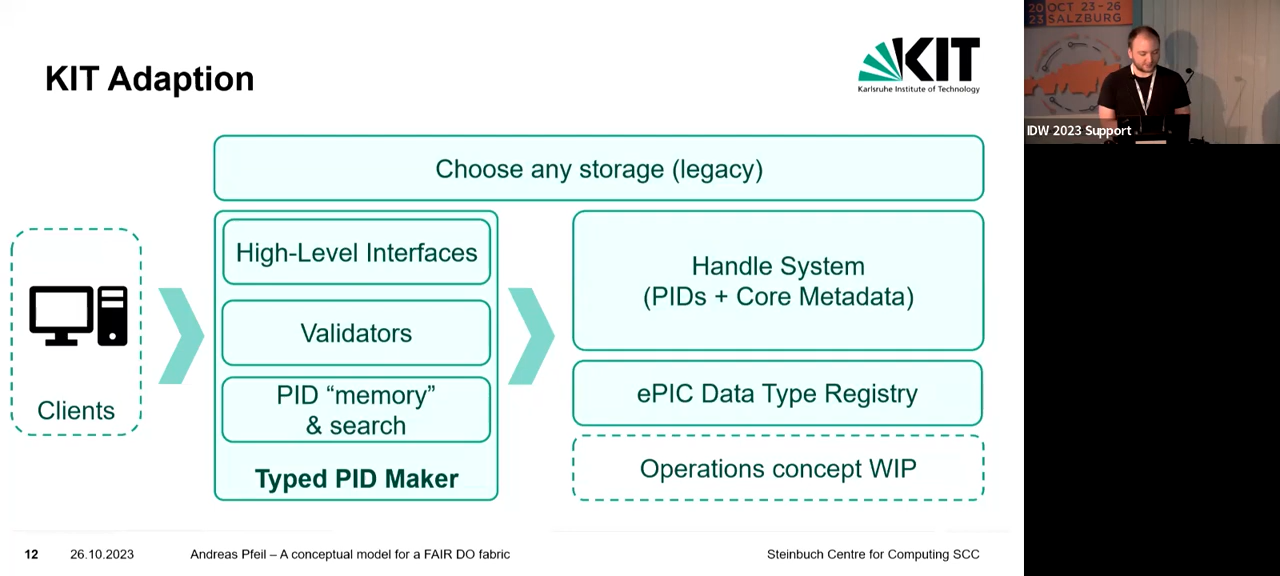 KIT Adaption
KIT
Karlsruhe Institute of Technology
20 OCT 23 - 26
23 SALZBURG
IDW 2023 Support
Choose any storage (legacy)
Clients
High-Level Interfaces
Validators
PID “memory”
& search
Typed PID Maker
Handle System
(PIDs + Core Metadata)
ePIC Data Type Registry
Operations concept WIP
12
26.10.2023
Andreas Pfeil – A conceptual model for a FAIR DO fabric
Steinbuch Centre for Computing SCC